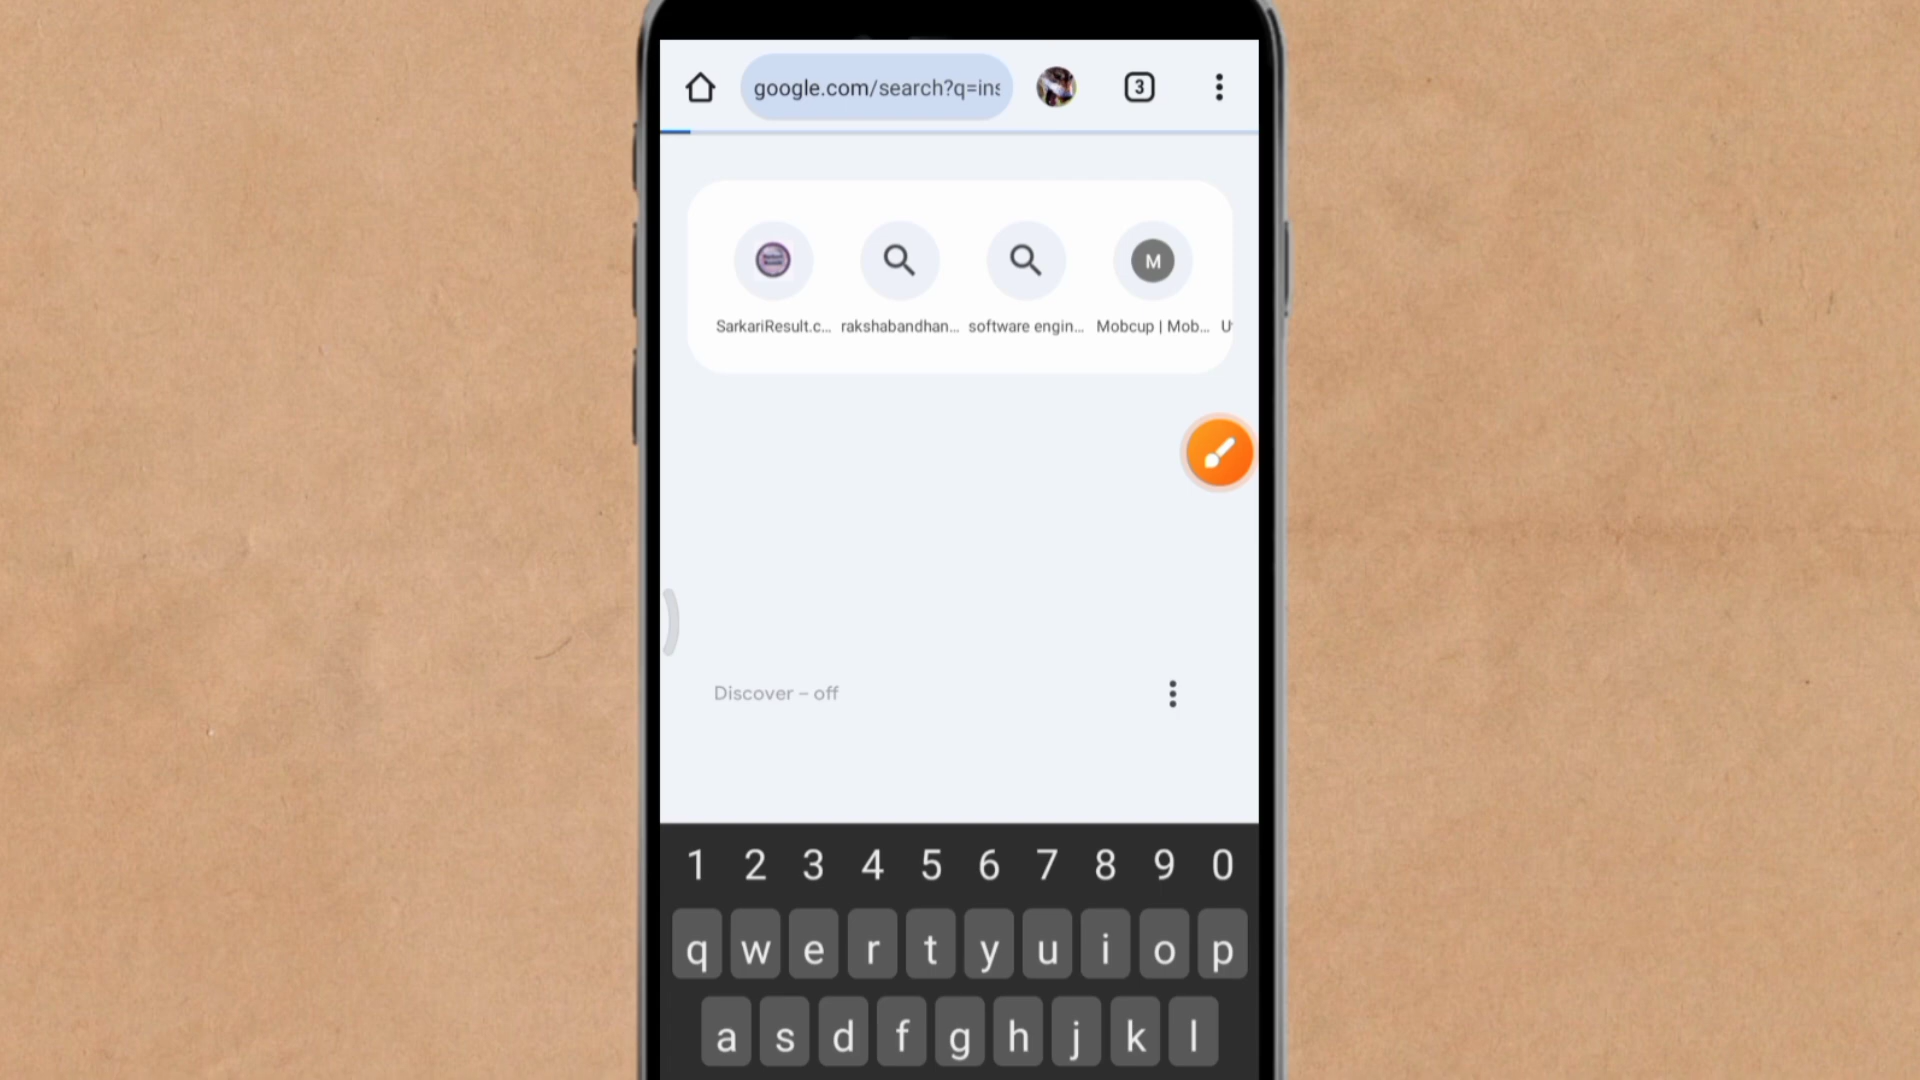 google.com/search?q=ins
3
M
SarkariResult.c... rakshabandhan... software engin... Mobcup | Mob... U
Discover – off
1 2 3 4 5 6 7 8 9 0
q w e r t y u i o p
a s d f g h j k l